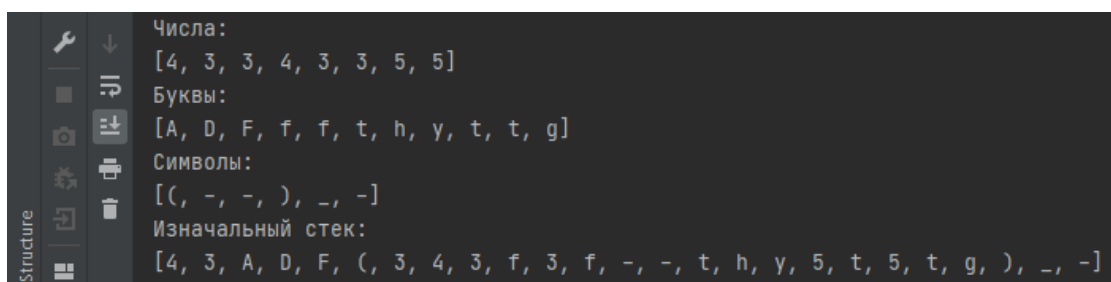 Числа:
[4, 3, 3, 4, 3, 3, 5, 5]
Буквы:
[A, D, F, f, f, t, h, y, t, t, g]
Символы:
[(, -, -, ), _, -]
Изначальный стек:
[4, 3, A, D, F, (, 3, 4, 3, f, 3, f, -, -, t, h, y, 5, t, 5, t, g, ), _, -]
Structure